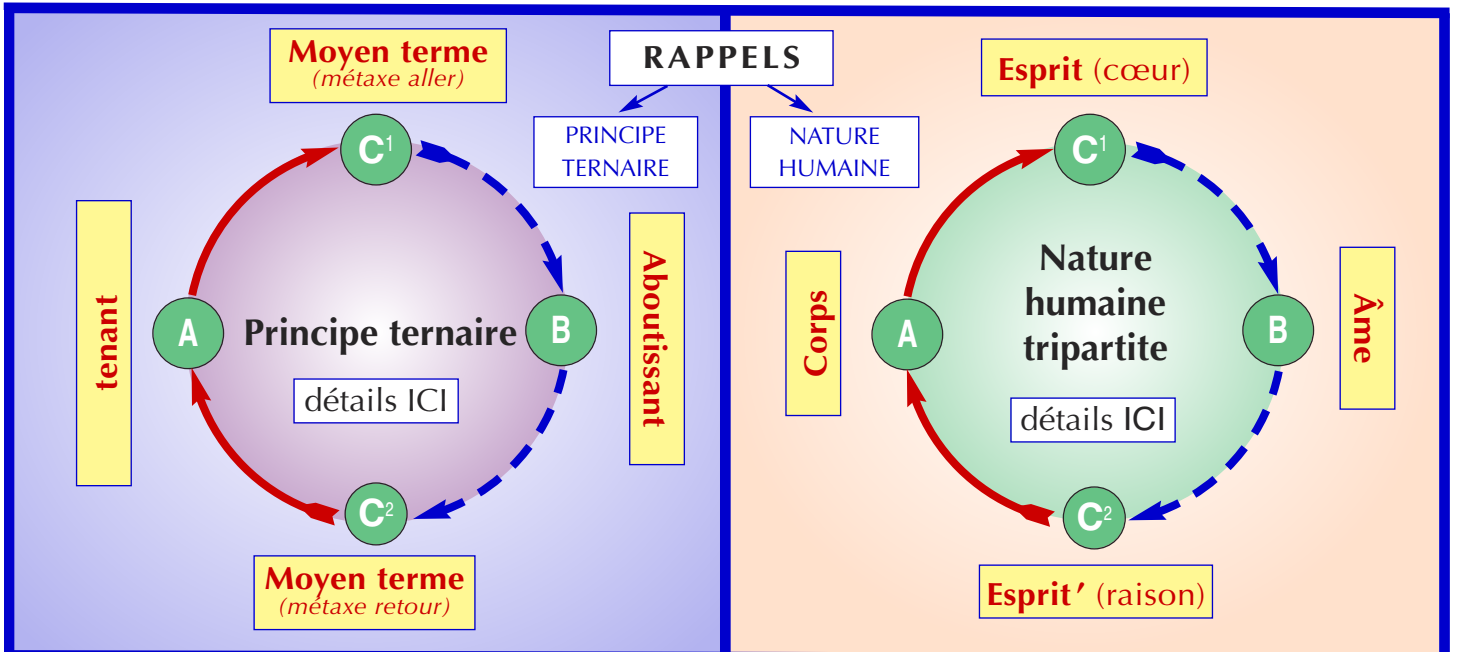 RAPPELS
PRINCIPE
TERNAIRE
NATURE
HUMAINE
Moyen terme
(métaxe aller)
C¹
tenant
A
Principe ternaire
détails ICI
B
Aboutissant
C²
Moyen terme
(métaxe retour)
Esprit (cœur)
C¹
Corps
A
Nature
humaine
tripartite
détails ICI
B
Âme
C²
Esprit’ (raison)